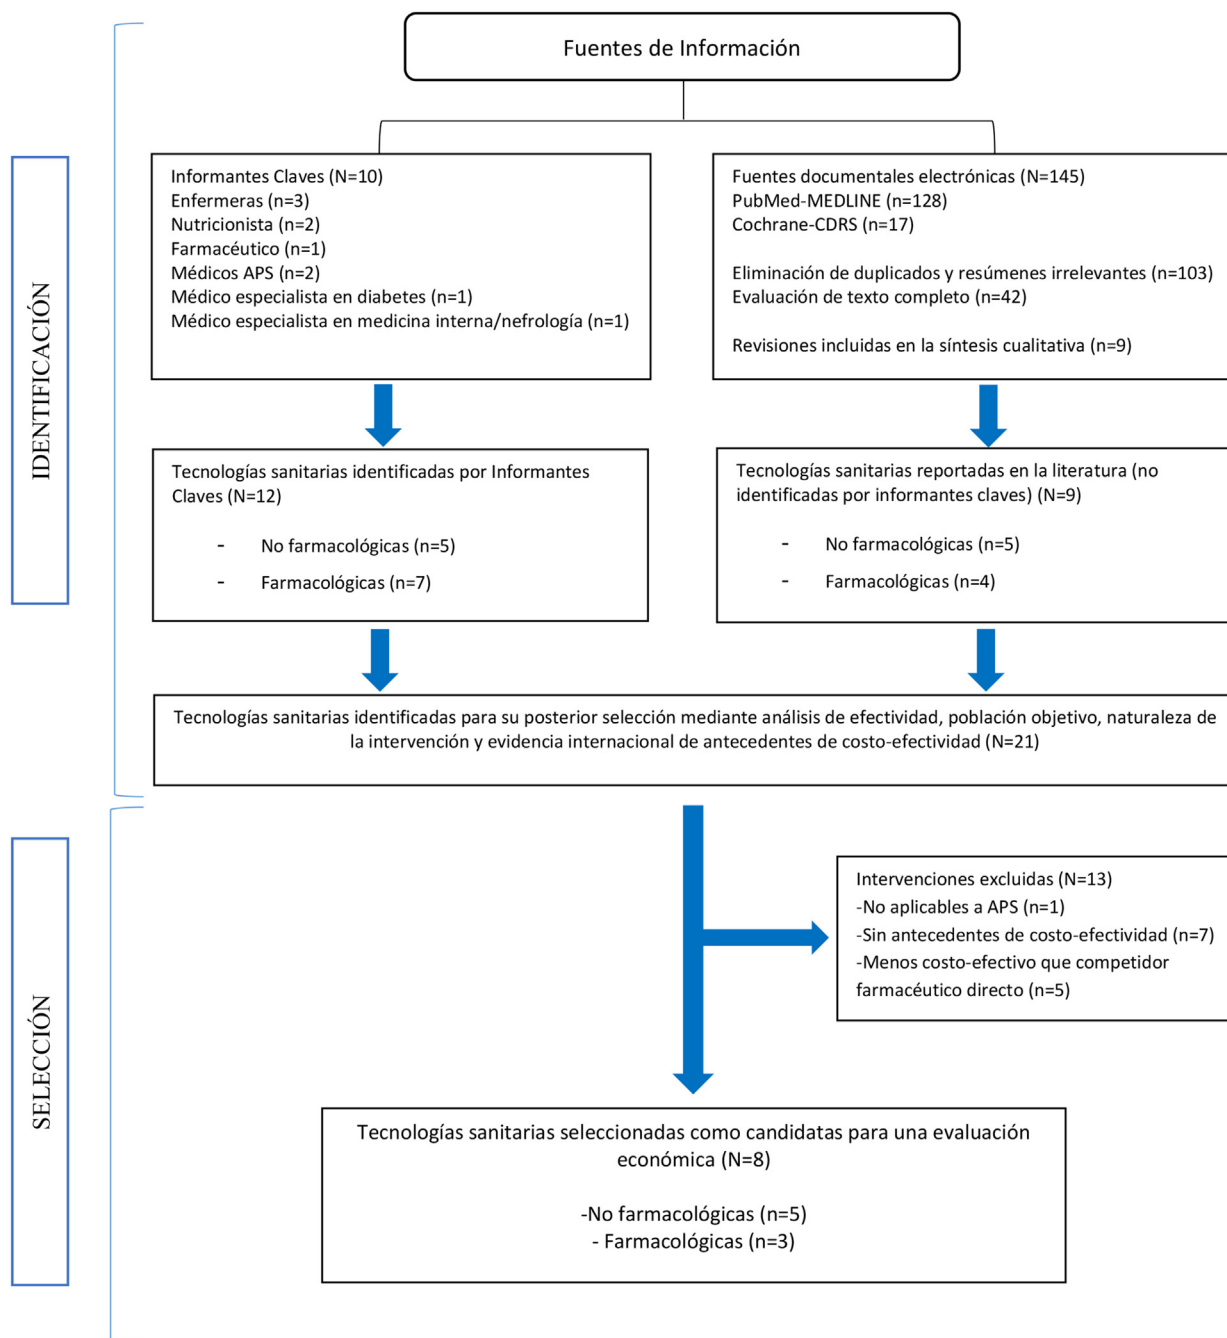 Fuentes de Información
IDENTIFICACIÓN
Informantes Claves (N=10)
Enfermeras (n=3)
Nutricionista (n=2)
Farmacéutico (n=1)
Médicos APS (n=2)
Médico especialista en diabetes (n=1)
Médico especialista en medicina interna/nefrología (n=1)
Fuentes documentales electrónicas (N=145)
PubMed-MEDLINE (n=128)
Cochrane-CDRS (n=17)
Eliminación de duplicados y resúmenes irrelevantes (n=103)
Evaluación de texto completo (n=42)
Revisiones incluidas en la síntesis cualitativa (n=9)
Tecnologías sanitarias identificadas por Informantes
Claves (N=12)
- No farmacológicas (n=5)
- Farmacológicas (n=7)
Tecnologías sanitarias reportadas en la literatura (no
identificadas por informantes claves) (N=9)
- No farmacológicas (n=5)
- Farmacológicas (n=4)
Tecnologías sanitarias identificadas para su posterior selección mediante análisis de efectividad, población objetivo, naturaleza de
la intervención y evidencia internacional de antecedentes de costo-efectividad (N=21)
SELECCIÓN
Intervenciones excluidas (N=13)
-No aplicables a APS (n=1)
-Sin antecedentes de costo-efectividad (n=7)
-Menos costo-efectivo que competidor
farmacéutico directo (n=5)
Tecnologías sanitarias seleccionadas como candidatas para una evaluación
económica (N=8)
-No farmacológicas (n=5)
- Farmacológicas (n=3)